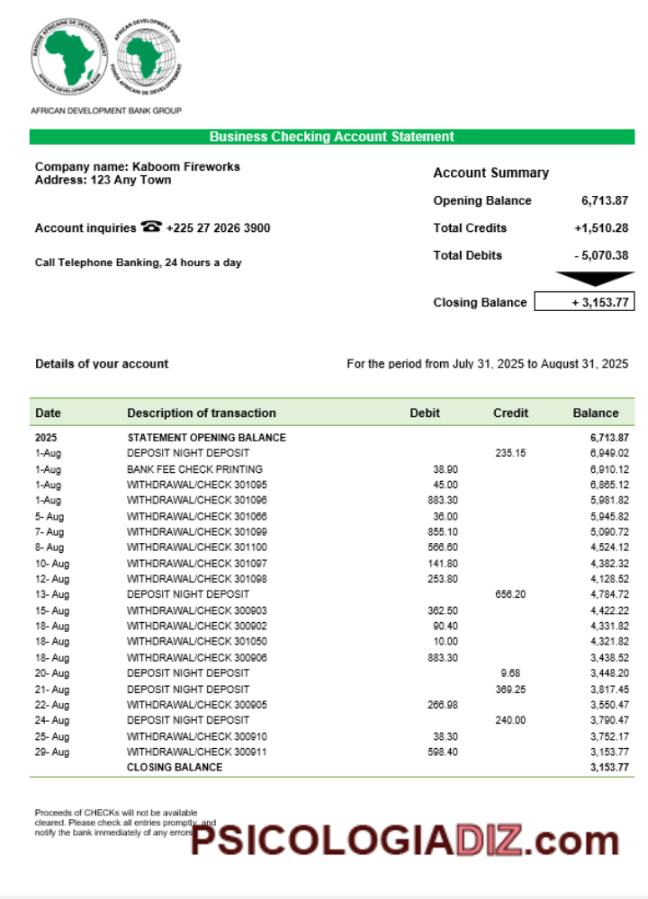 BANQUE AFRICAINE DE DEVELOPPEMENT
AFRICAN DEVELOPMENT BANK
AFRICAN DEVELOPMENT FUND
FONDS AFRICAIN DE DEVELOPPEMENT
AFRICAN DEVELOPMENT BANK GROUP
Business Checking Account Statement
Company name: Kaboom Fireworks
Address: 123 Any Town
Account inquiries ☎ +225 27 2026 3900
Call Telephone Banking, 24 hours a day
Account Summary
Opening Balance 6,713.87
Total Credits +1,510.28
Total Debits - 5,070.38
Closing Balance + 3,153.77
Details of your account For the period from July 31, 2025 to August 31, 2025
Date Description of transaction Debit Credit Balance
2025 STATEMENT OPENING BALANCE 6,713.87
1-Aug DEPOSIT NIGHT DEPOSIT 235.15 6,949.02
1-Aug BANK FEE CHECK PRINTING 38.90 6,910.12
1-Aug WITHDRAWAL/CHECK 301095 45.00 6,865.12
1-Aug WITHDRAWAL/CHECK 301096 883.30 5,981.82
5- Aug WITHDRAWAL/CHECK 301066 36.00 5,945.82
7- Aug WITHDRAWAL/CHECK 301099 855.10 5,090.72
8- Aug WITHDRAWAL/CHECK 301100 566.60 4,524.12
10- Aug WITHDRAWAL/CHECK 301097 141.80 4,382.32
12- Aug WITHDRAWAL/CHECK 301098 253.80 4,128.52
13- Aug DEPOSIT NIGHT DEPOSIT 656.20 4,784.72
15- Aug WITHDRAWAL/CHECK 300903 362.50 4,422.22
18- Aug WITHDRAWAL/CHECK 300902 90.40 4,331.82
18- Aug WITHDRAWAL/CHECK 301050 10.00 4,321.82
18- Aug WITHDRAWAL/CHECK 300906 883.30 3,438.52
20- Aug DEPOSIT NIGHT DEPOSIT 9.68 3,448.20
21- Aug DEPOSIT NIGHT DEPOSIT 369.25 3,817.45
22- Aug WITHDRAWAL/CHECK 300905 266.98 3,550.47
24- Aug DEPOSIT NIGHT DEPOSIT 240.00 3,790.47
25- Aug WITHDRAWAL/CHECK 300910 38.30 3,752.17
29- Aug WITHDRAWAL/CHECK 300911 598.40 3,153.77
CLOSING BALANCE 3,153.77
Proceeds of CHECKs will not be available
cleared. Please check all entries promptly, and
notify the bank immediately of any errors
PSICOLOGIADIZ.com